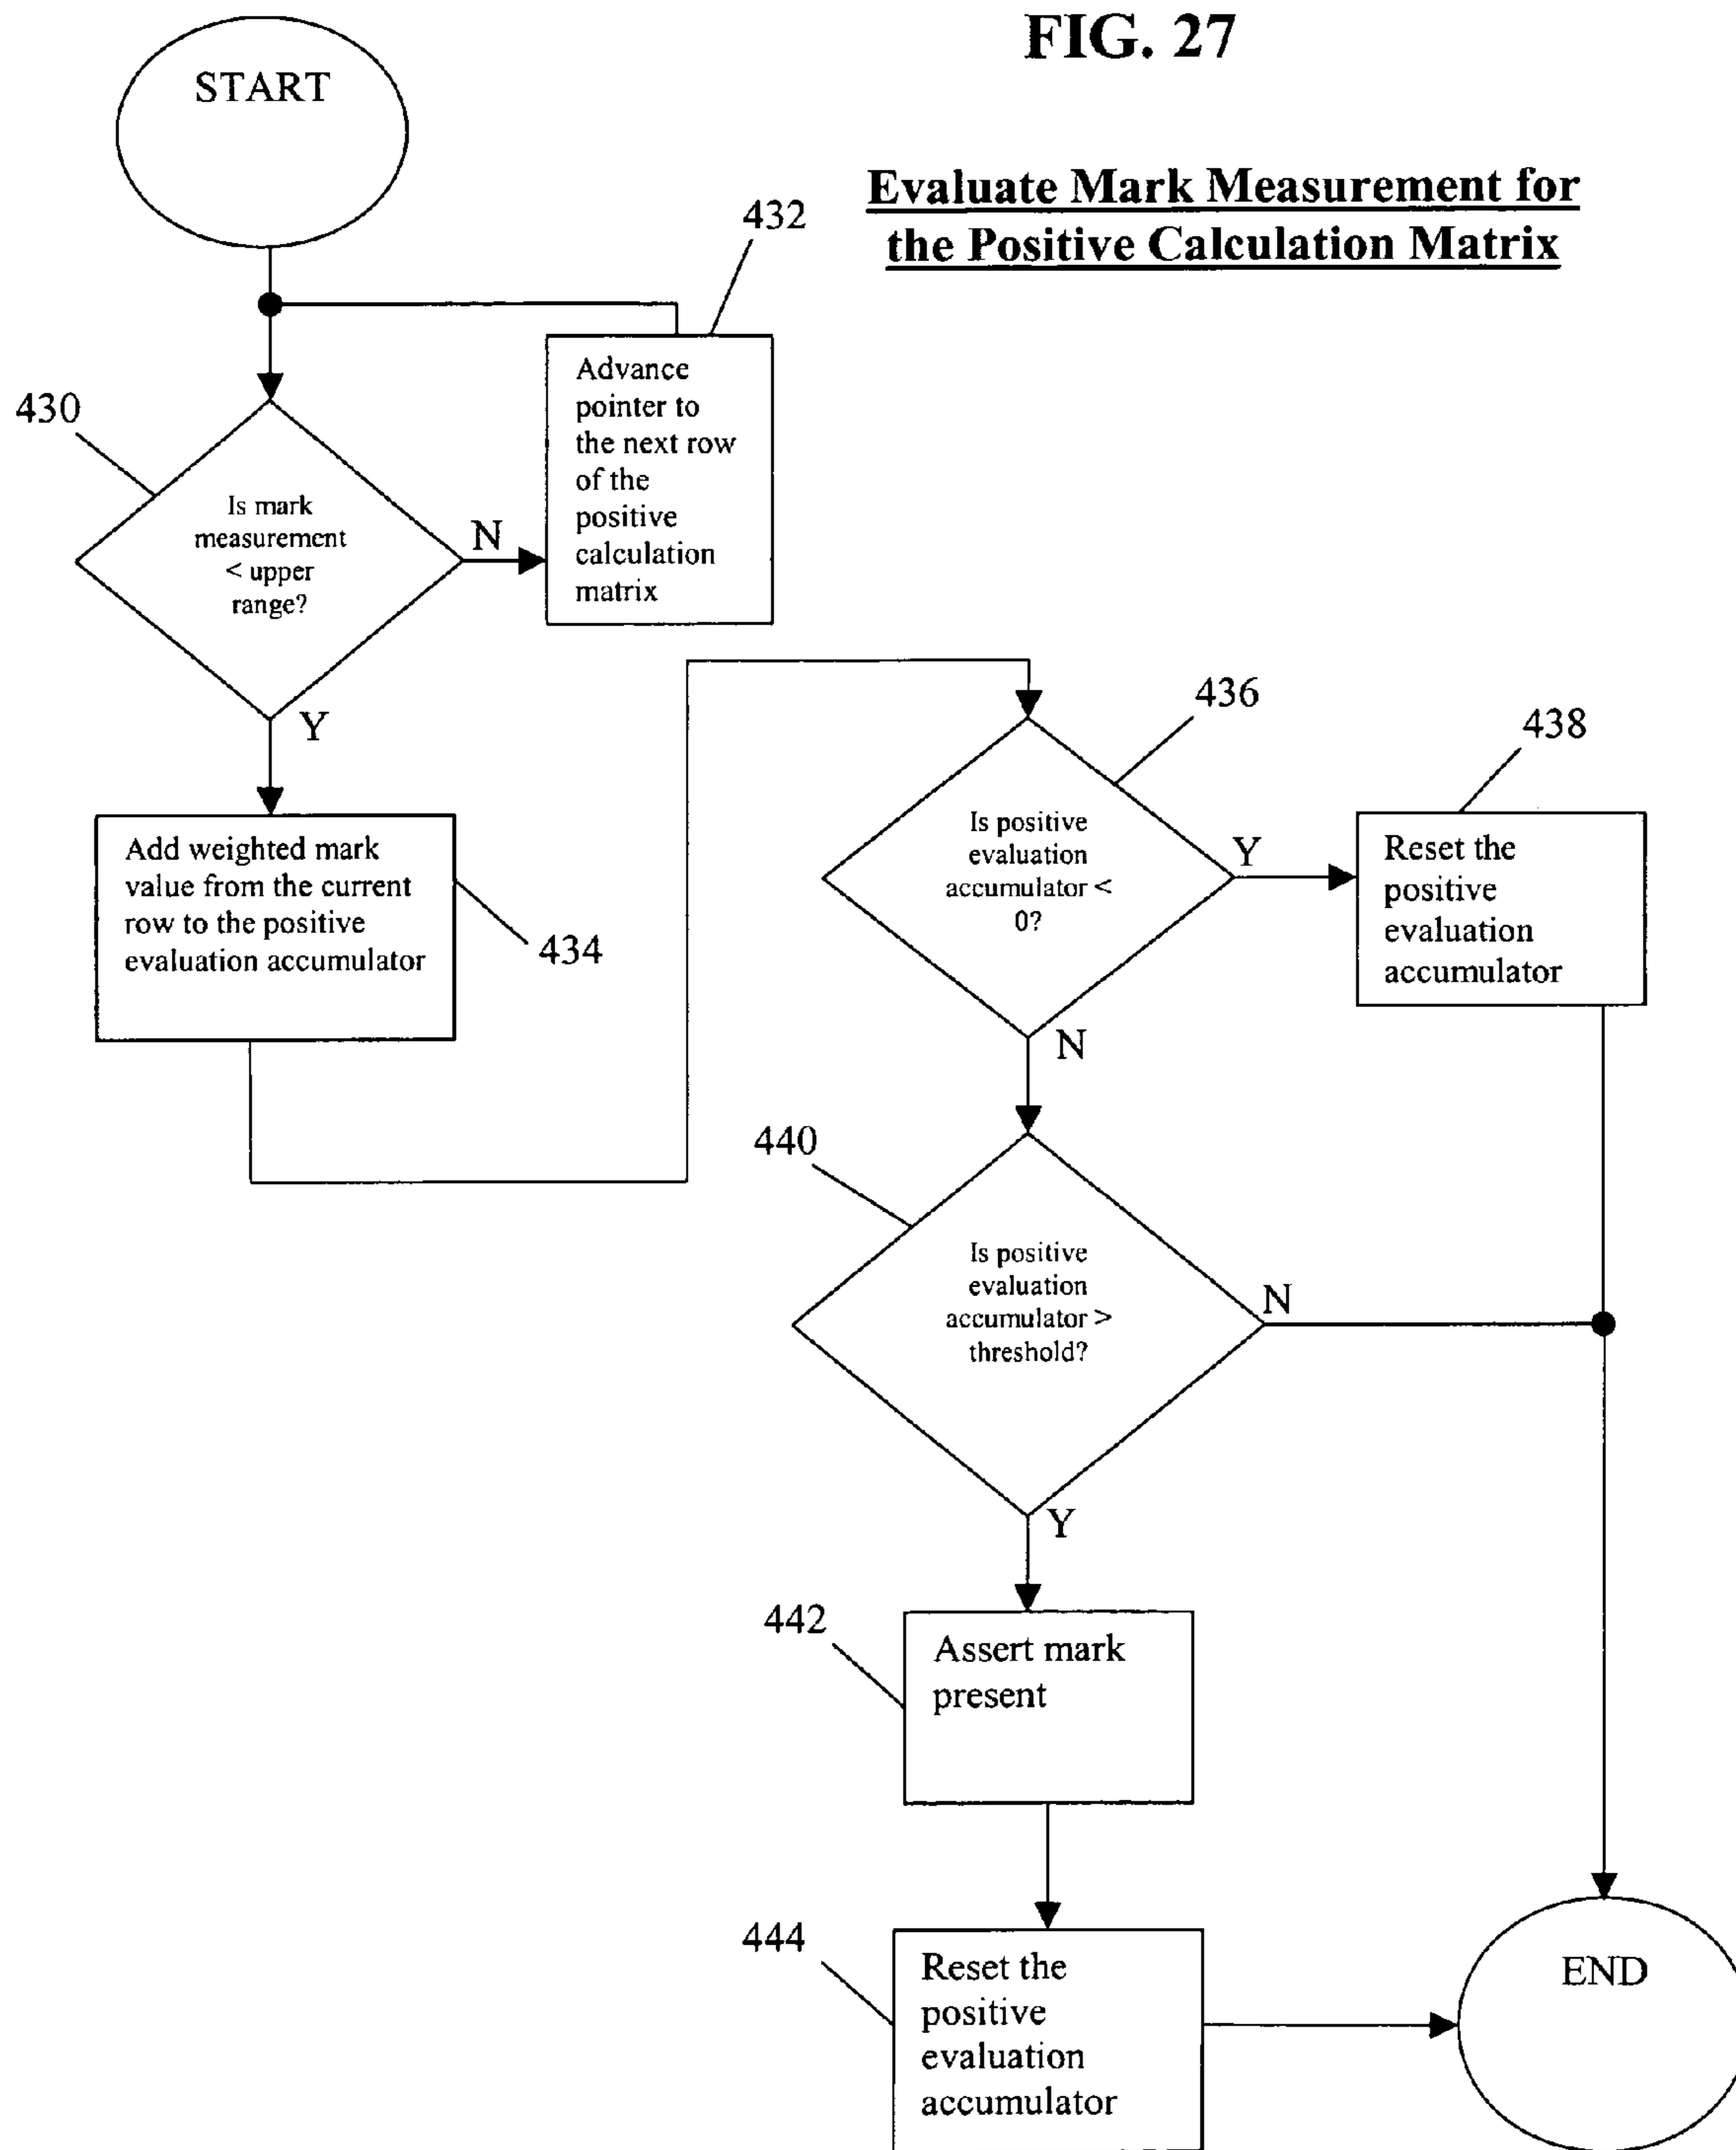 FIG. 27
Evaluate Mark Measurement for
the Positive Calculation Matrix
START
432
Advance
pointer to
the next row
of the
positive
calculation
matrix
430
Is mark
measurement
< upper
range?
N
Y
Add weighted mark
value from the current
row to the positive
evaluation accumulator
434
436
Is positive
evaluation
accumulator <
0?
Y
N
438
Reset the
positive
evaluation
accumulator
440
Is positive
evaluation
accumulator >
threshold?
N
Y
442
Assert mark
present
444
Reset the
positive
evaluation
accumulator
END